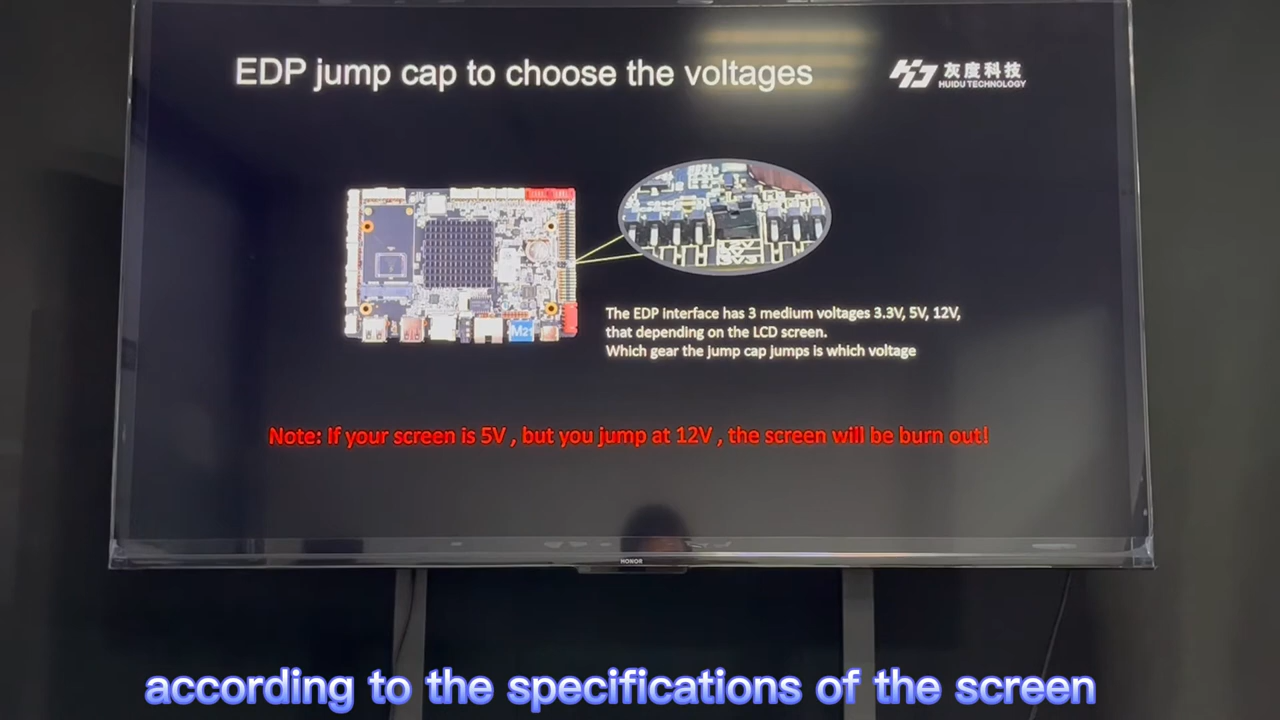 EDP jump cap to choose the voltages
灰度科技
HUIDU TECHNOLOGY
M21
The EDP interface has 3 medium voltages 3.3V, 5V, 12V,
that depending on the LCD screen.
Which gear the jump cap jumps is which voltage
Note: If your screen is 5V , but you jump at 12V , the screen will be burn out!
HONOR
according to the specifications of the screen